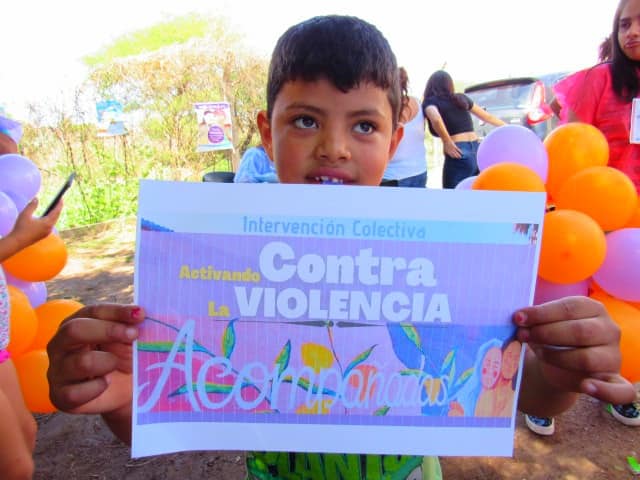 Intervención Colectiva
Activando Contra
La VIOLENCIA
Acompañadas